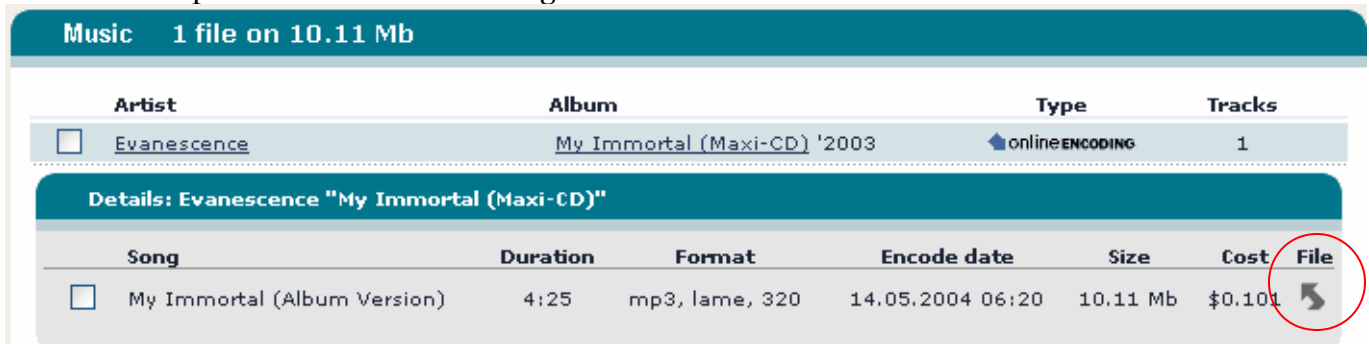 Music 1 file on 10.11 Mb
Artist Album Type Tracks
Evanescence My Immortal (Maxi-CD) '2003 onlineENCODING 1
Details: Evanescence "My Immortal (Maxi-CD)"
Song Duration Format Encode date Size Cost File
My Immortal (Album Version) 4:25 mp3, lame, 320 14.05.2004 06:20 10.11 Mb $0.101